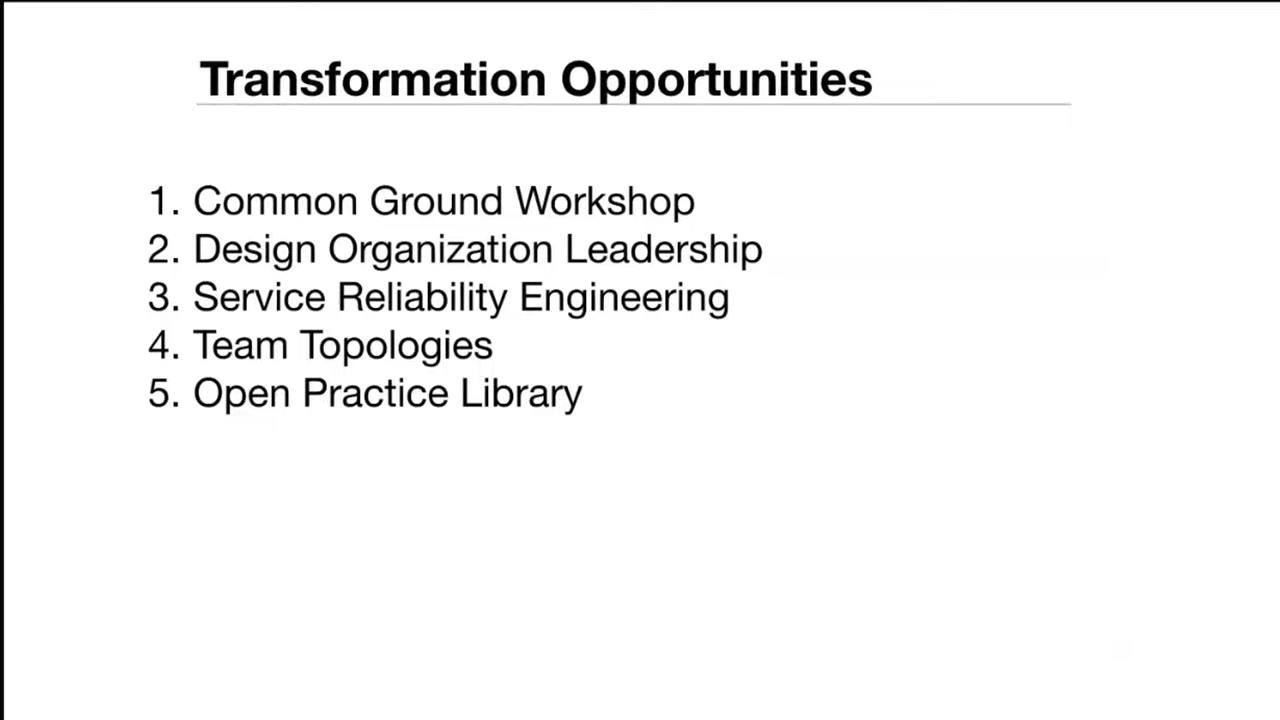 Transformation Opportunities
1. Common Ground Workshop
2. Design Organization Leadership
3. Service Reliability Engineering
4. Team Topologies
5. Open Practice Library